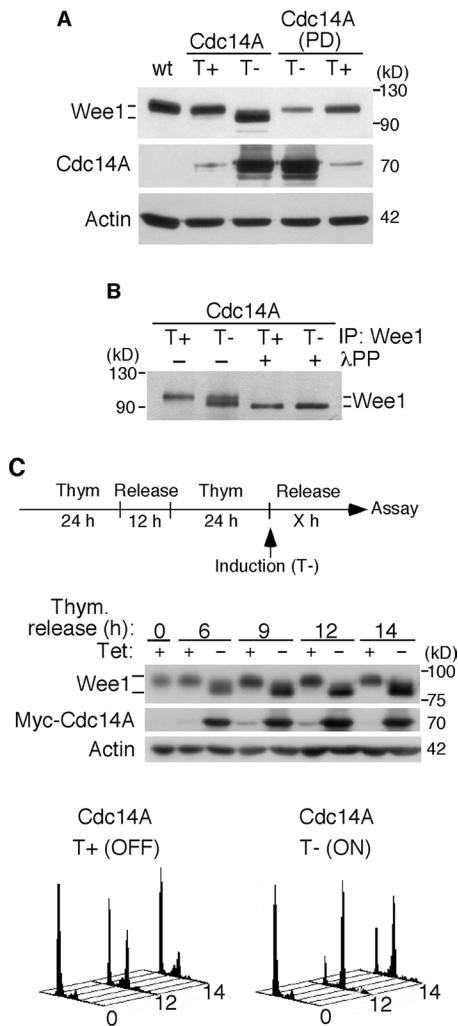 A
Cdc14A
Cdc14A (PD)
wt T+ T- T- T+ (kD)
Wee1
130
90
Cdc14A 70
Actin 42
B
Cdc14A
T+ T- T+ T- IP: Wee1
(kD) – – + + λPP
130
90
Wee1
C
Thym Release Thym Release
24 h 12 h 24 h X h
Assay
Induction (T-)
Thym.
release (h): 0 6 9 12 14
Tet: + + – + – + – + – (kD)
Wee1
100
75
Myc-Cdc14A 70
Actin 42
Cdc14A Cdc14A
T+ (OFF) T- (ON)
0 12 14 0 12 14